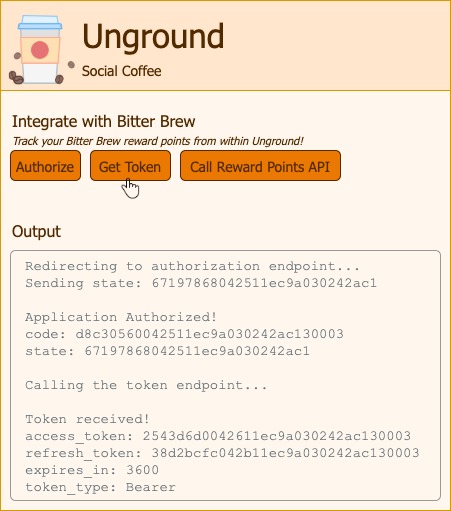 Unground
Social Coffee
Integrate with Bitter Brew
Track your Bitter Brew reward points from within Unground!
Authorize Get Token Call Reward Points API
Output
Redirecting to authorization endpoint...
Sending state: 67197868042511ec9a030242ac1
Application Authorized!
code: d8c30560042511ec9a030242ac130003
state: 67197868042511ec9a030242ac1
Calling the token endpoint...
Token received!
access_token: 2543d6d0042611ec9a030242ac130003
refresh_token: 38d2bcfc042b11ec9a030242ac130003
expires_in: 3600
token_type: Bearer